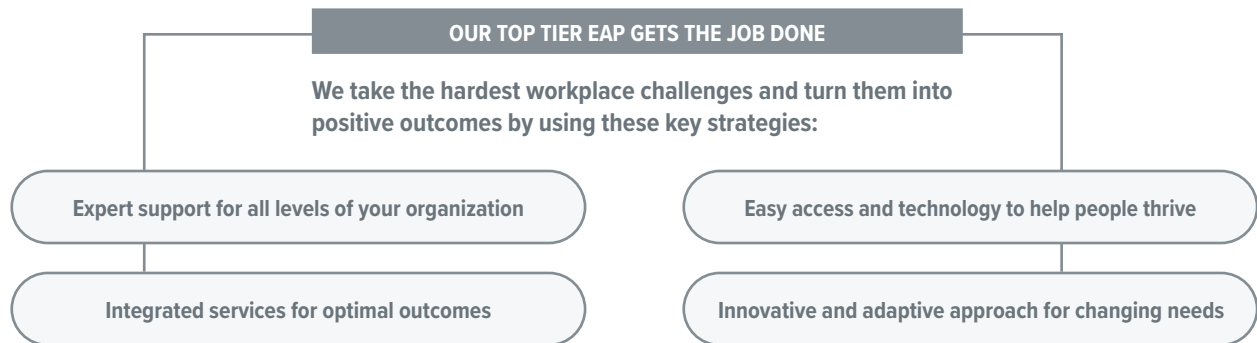 OUR TOP TIER EAP GETS THE JOB DONE
We take the hardest workplace challenges and turn them into
positive outcomes by using these key strategies:
Expert support for all levels of your organization
Easy access and technology to help people thrive
Integrated services for optimal outcomes
Innovative and adaptive approach for changing needs